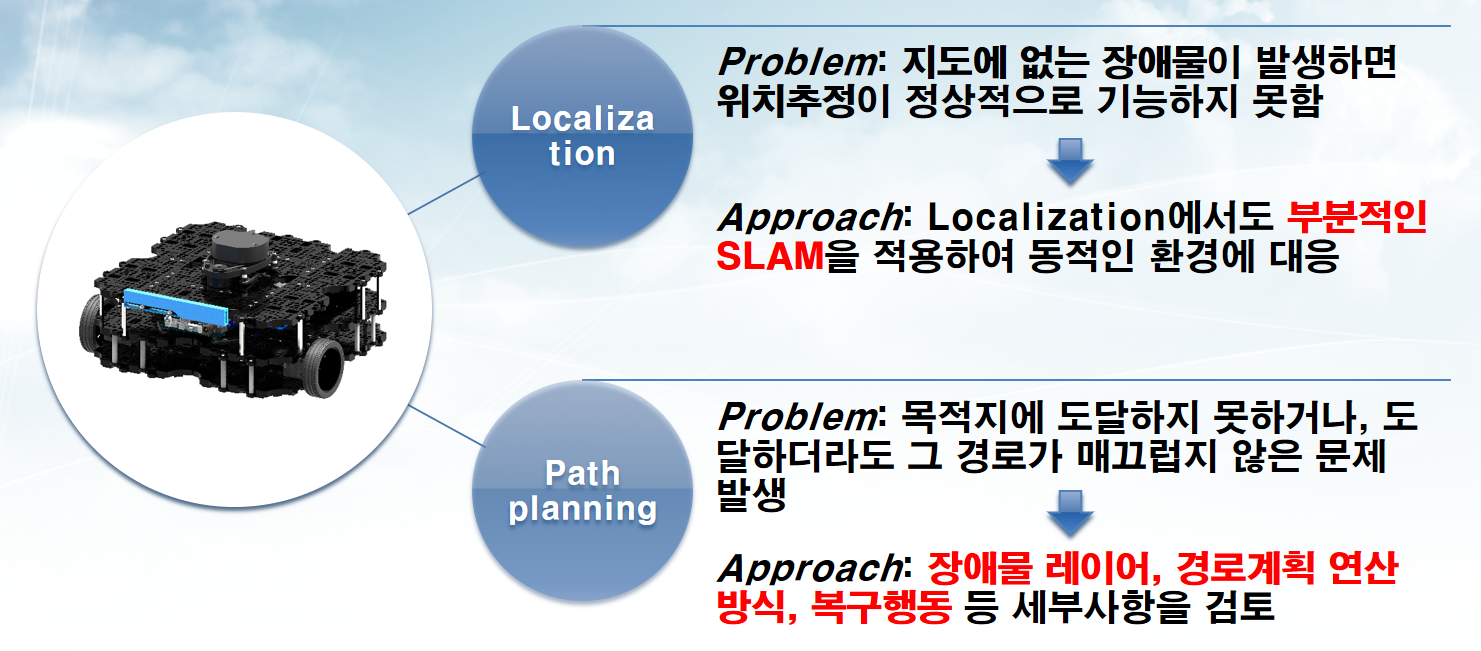 Localiza
tion
Problem: 지도에 없는 장애물이 발생하면
위치추정이 정상적으로 기능하지 못함
Approach: Localization에서도 부분적인
SLAM을 적용하여 동적인 환경에 대응
Path
planning
Problem: 목적지에 도달하지 못하거나, 도
달하더라도 그 경로가 매끄럽지 않은 문제
발생
Approach: 장애물 레이어, 경로계획 연산
방식, 복구행동 등 세부사항을 검토